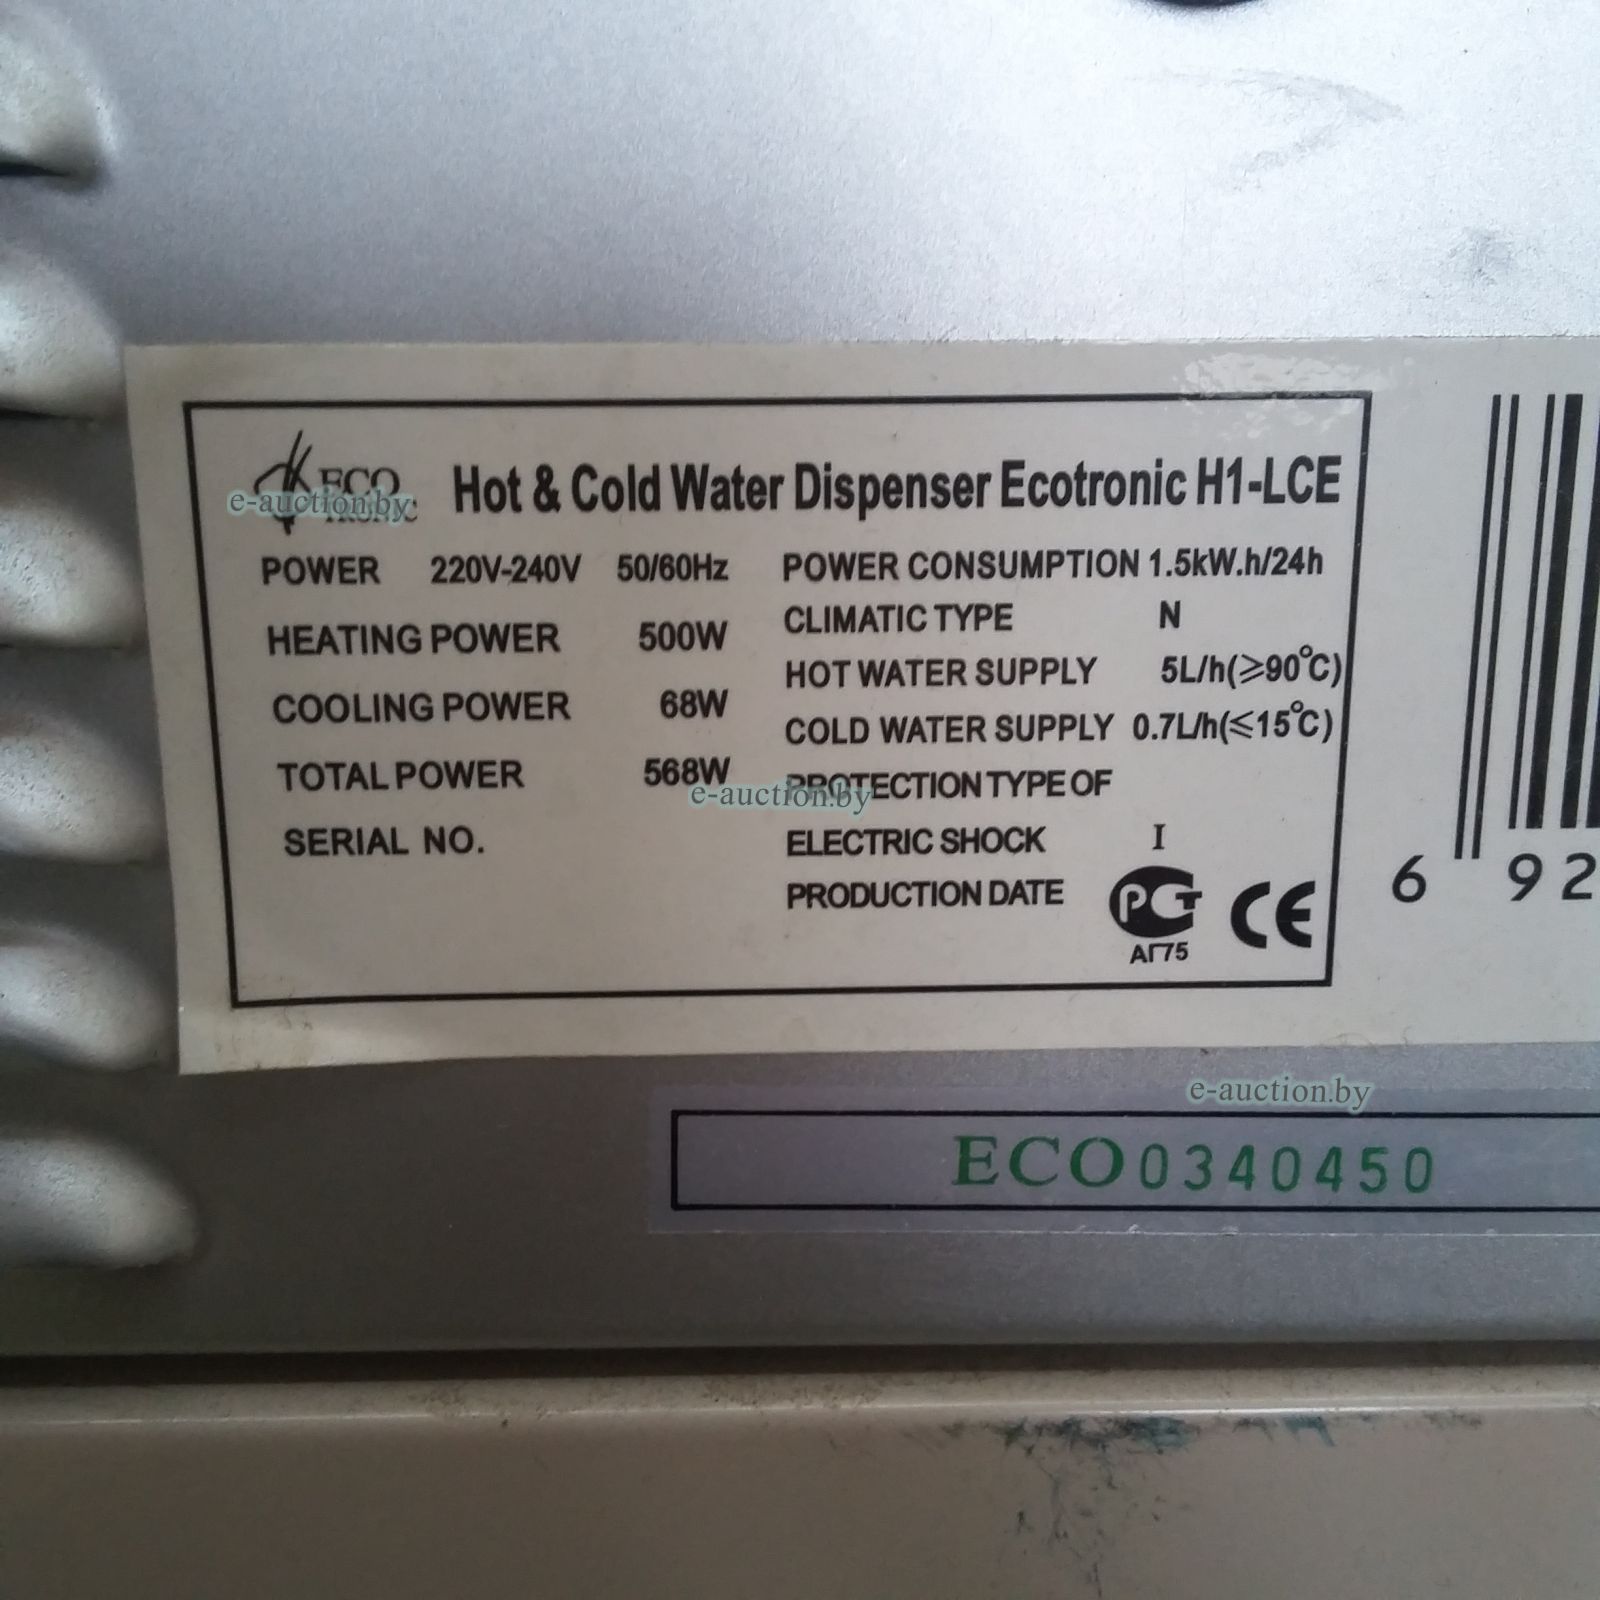 ECO
TRONIC
Hot & Cold Water Dispenser Ecotronic H1-LCE
e-auction.by
POWER 220V-240V 50/60Hz
HEATING POWER 500W
COOLING POWER 68W
TOTAL POWER 568W
SERIAL NO.
POWER CONSUMPTION 1.5kW.h/24h
CLIMATIC TYPE N
HOT WATER SUPPLY 5L/h(≥90°C)
COLD WATER SUPPLY 0.7L/h(≤15°C)
PROTECTION TYPE OF
e-auction.by
ELECTRIC SHOCK I
PRODUCTION DATE
РСТ
АГ75
CE
6 92
e-auction.by
ECO0340450